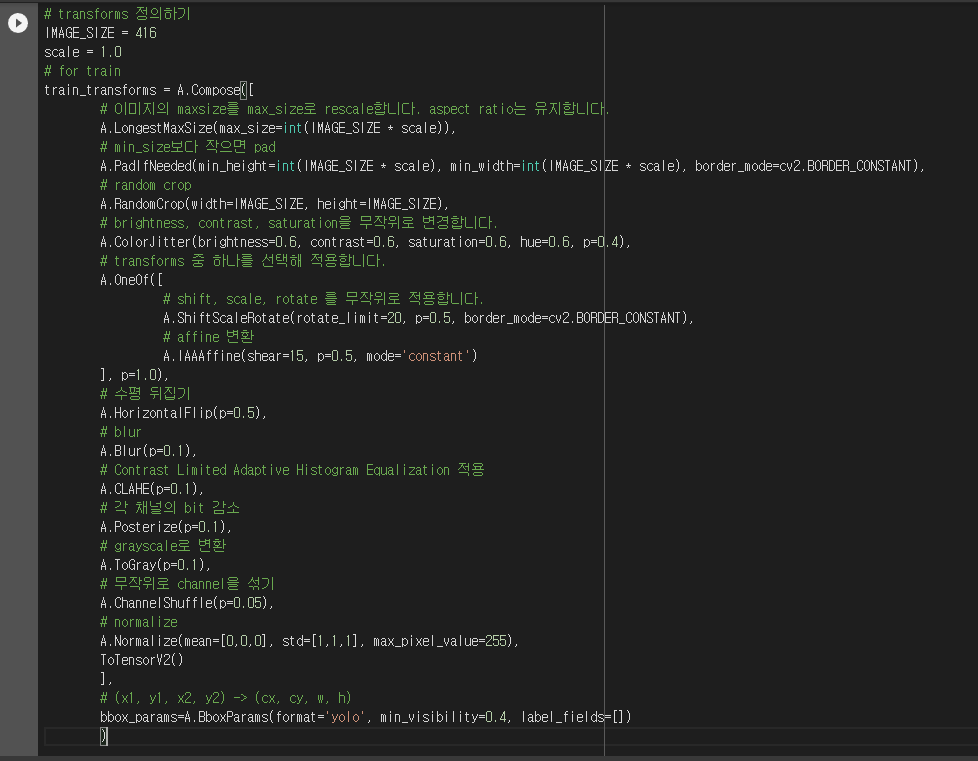 # transforms 정의하기
IMAGE_SIZE = 416
scale = 1.0
# for train
train_transforms = A.Compose([
        # 이미지의 maxsize를 max_size로 rescale합니다. aspect ratio는 유지합니다.
        A.LongestMaxSize(max_size=int(IMAGE_SIZE * scale)),
        # min_size보다 작으면 pad
        A.PadIfNeeded(min_height=int(IMAGE_SIZE * scale), min_width=int(IMAGE_SIZE * scale), border_mode=cv2.BORDER_CONSTANT),
        # random crop
        A.RandomCrop(width=IMAGE_SIZE, height=IMAGE_SIZE),
        # brightness, contrast, saturation을 무작위로 변경합니다.
        A.ColorJitter(brightness=0.6, contrast=0.6, saturation=0.6, hue=0.6, p=0.4),
        # transforms 중 하나를 선택해 적용합니다.
        A.OneOf([
                 # shift, scale, rotate 를 무작위로 적용합니다.
                 A.ShiftScaleRotate(rotate_limit=20, p=0.5, border_mode=cv2.BORDER_CONSTANT),
                 # affine 변환
                 A.IAAAffine(shear=15, p=0.5, mode='constant')
        ], p=1.0),
        # 수평 뒤집기
        A.HorizontalFlip(p=0.5),
        # blur
        A.Blur(p=0.1),
        # Contrast Limited Adaptive Histogram Equalization 적용
        A.CLAHE(p=0.1),
        # 각 채널의 bit 감소
        A.Posterize(p=0.1),
        # grayscale로 변환
        A.ToGray(p=0.1),
        # 무작위로 channel을 섞기
        A.ChannelShuffle(p=0.05),
        # normalize
        A.Normalize(mean=[0,0,0], std=[1,1,1], max_pixel_value=255),
        ToTensorV2()
        ],
        # (x1, y1, x2, y2) -> (cx, cy, w, h)
        bbox_params=A.BboxParams(format='yolo', min_visibility=0.4, label_fields=[])
        )